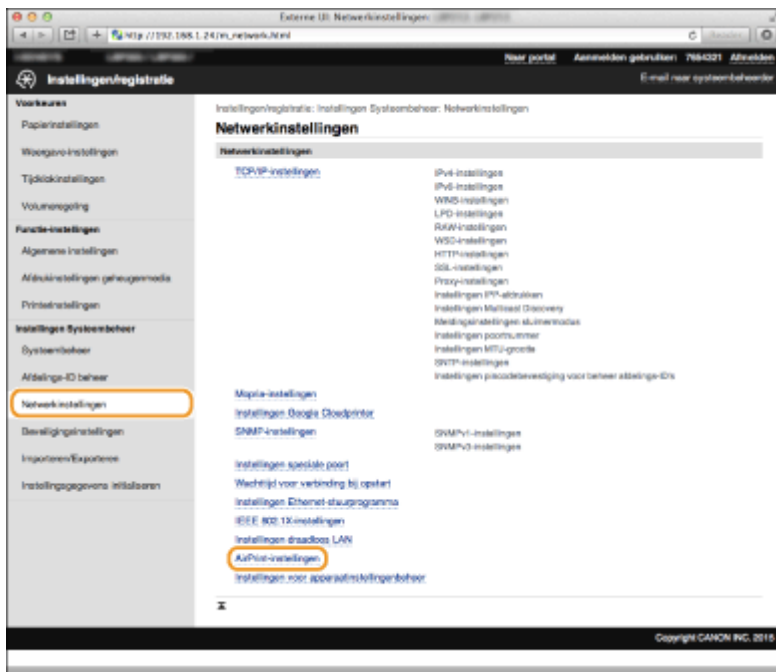 Externe UI: Netwerkinstellingen:
http://192.168.1.24/m_network.html
Reader
Naar portal Aanmelden gebruiker: 7654321 Afmelden
Instellingen/registratie
E-mail naar systeembeheerder
Voorkeuren
Papierinstellingen
Weergave-instellingen
Tijdklokinstellingen
Volumeregeling
Functie-instellingen
Algemene instellingen
Afdrukinstellingen geheugenmedia
Printerinstellingen
Instellingen Systeembeheer
Systeembeheer
Afdelings-ID beheer
Netwerkinstellingen
Beveiligingsinstellingen
Importeren/Exporteren
Instellingsgegevens initialiseren
Instellingen/registratie: Instellingen Systeembeheer: Netwerkinstellingen
Netwerkinstellingen
Netwerkinstellingen
TCP/IP-instellingen
IPv4-instellingen
IPv6-instellingen
WINS-instellingen
LPD-instellingen
RAW-instellingen
WSD-instellingen
HTTP-instellingen
SSL-instellingen
Proxy-instellingen
Instellingen IPP-afdrukken
Instellingen Multicast Discovery
Meldingsinstellingen sluimermodus
Instellingen poortnummer
Instellingen MTU-grootte
SNTP-instellingen
Instellingen pincodebevestiging voor beheer afdelings-ID's
Mopria-instellingen
Instellingen Google Cloudprinter
SNMP-instellingen
SNMPv1-instellingen
SNMPv3-instellingen
Instellingen speciale poort
Wachttijd voor verbinding bij opstart
Instellingen Ethernet-stuurprogramma
IEEE 802.1X-instellingen
Instellingen draadloos LAN
AirPrint-instellingen
Instellingen voor apparaatinstellingenbeheer
Copyright CANON INC. 2015